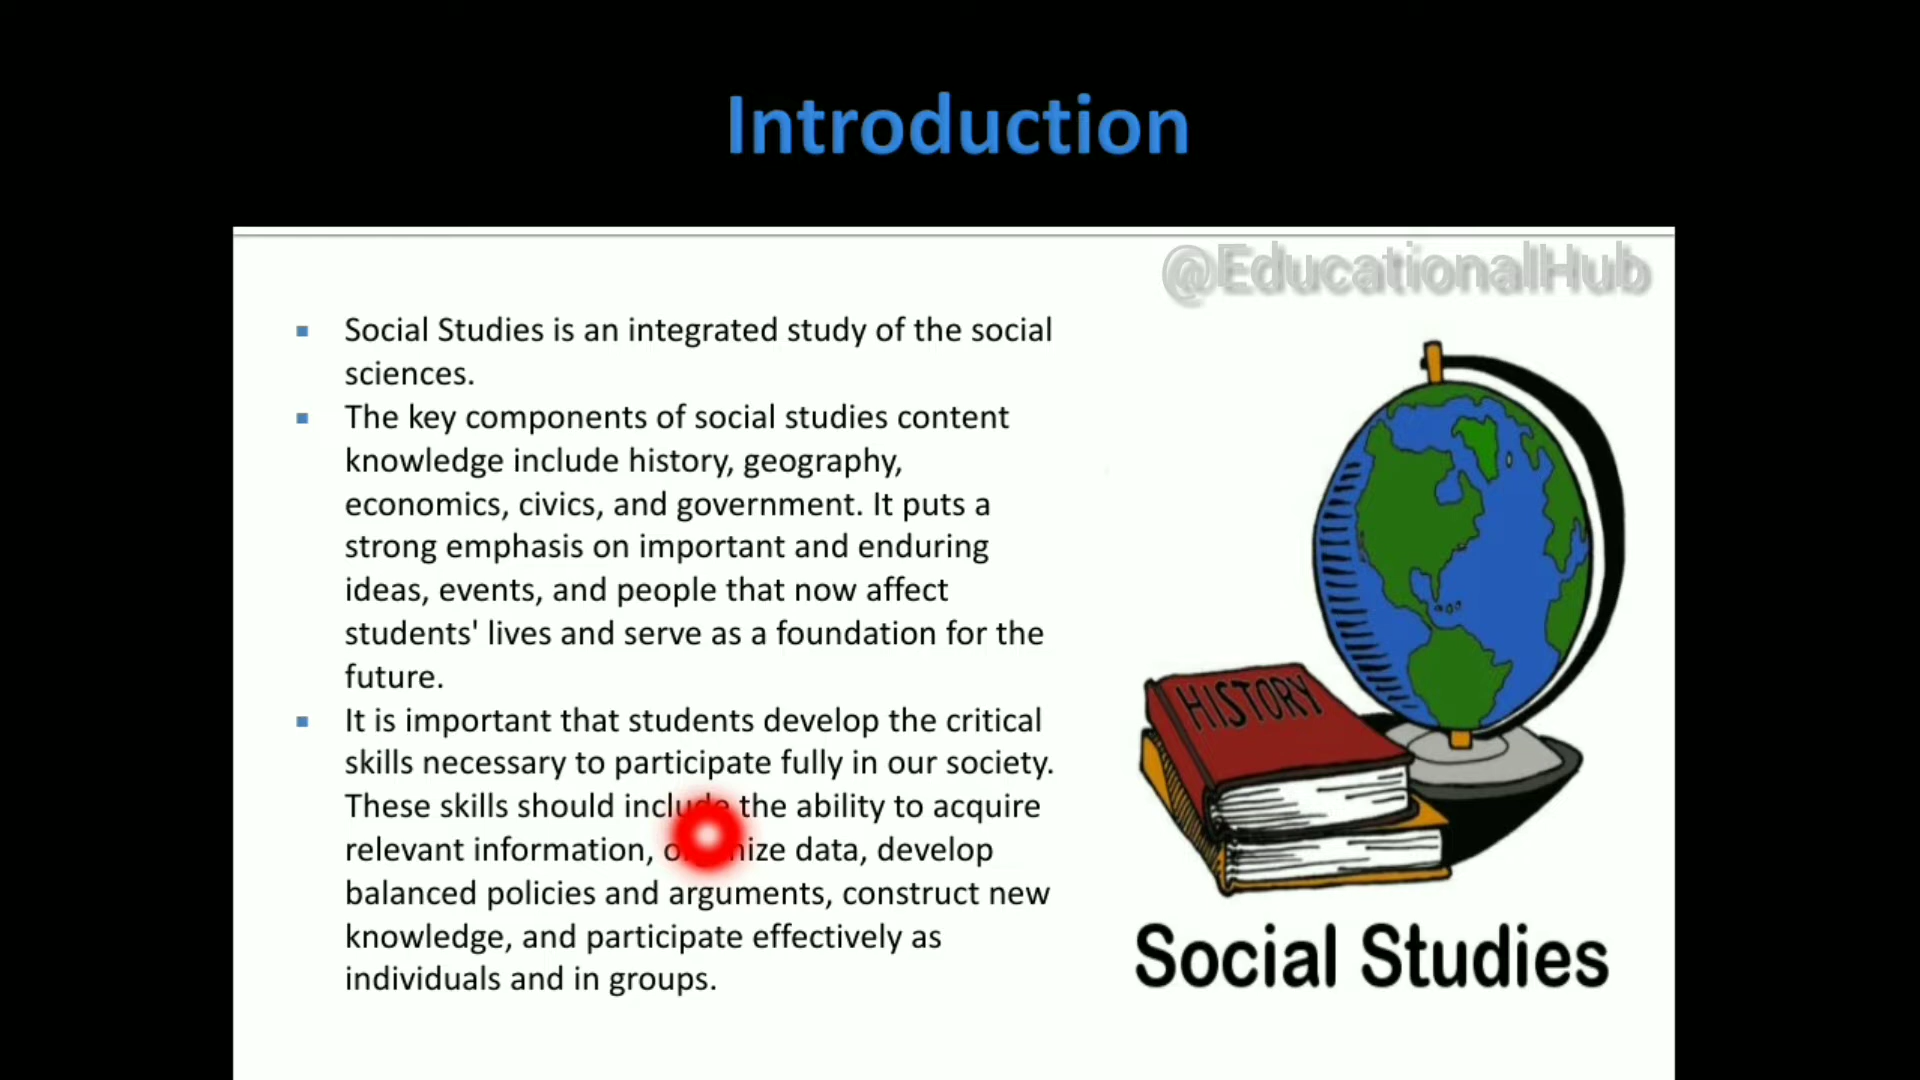 Introduction
@EducationalHub
▪ Social Studies is an integrated study of the social
sciences.
▪ The key components of social studies content
knowledge include history, geography,
economics, civics, and government. It puts a
strong emphasis on important and enduring
ideas, events, and people that now affect
students' lives and serve as a foundation for the
future.
▪ It is important that students develop the critical
skills necessary to participate fully in our society.
These skills should include the ability to acquire
relevant information, organize data, develop
balanced policies and arguments, construct new
knowledge, and participate effectively as
individuals and in groups.
HISTORY
Social Studies